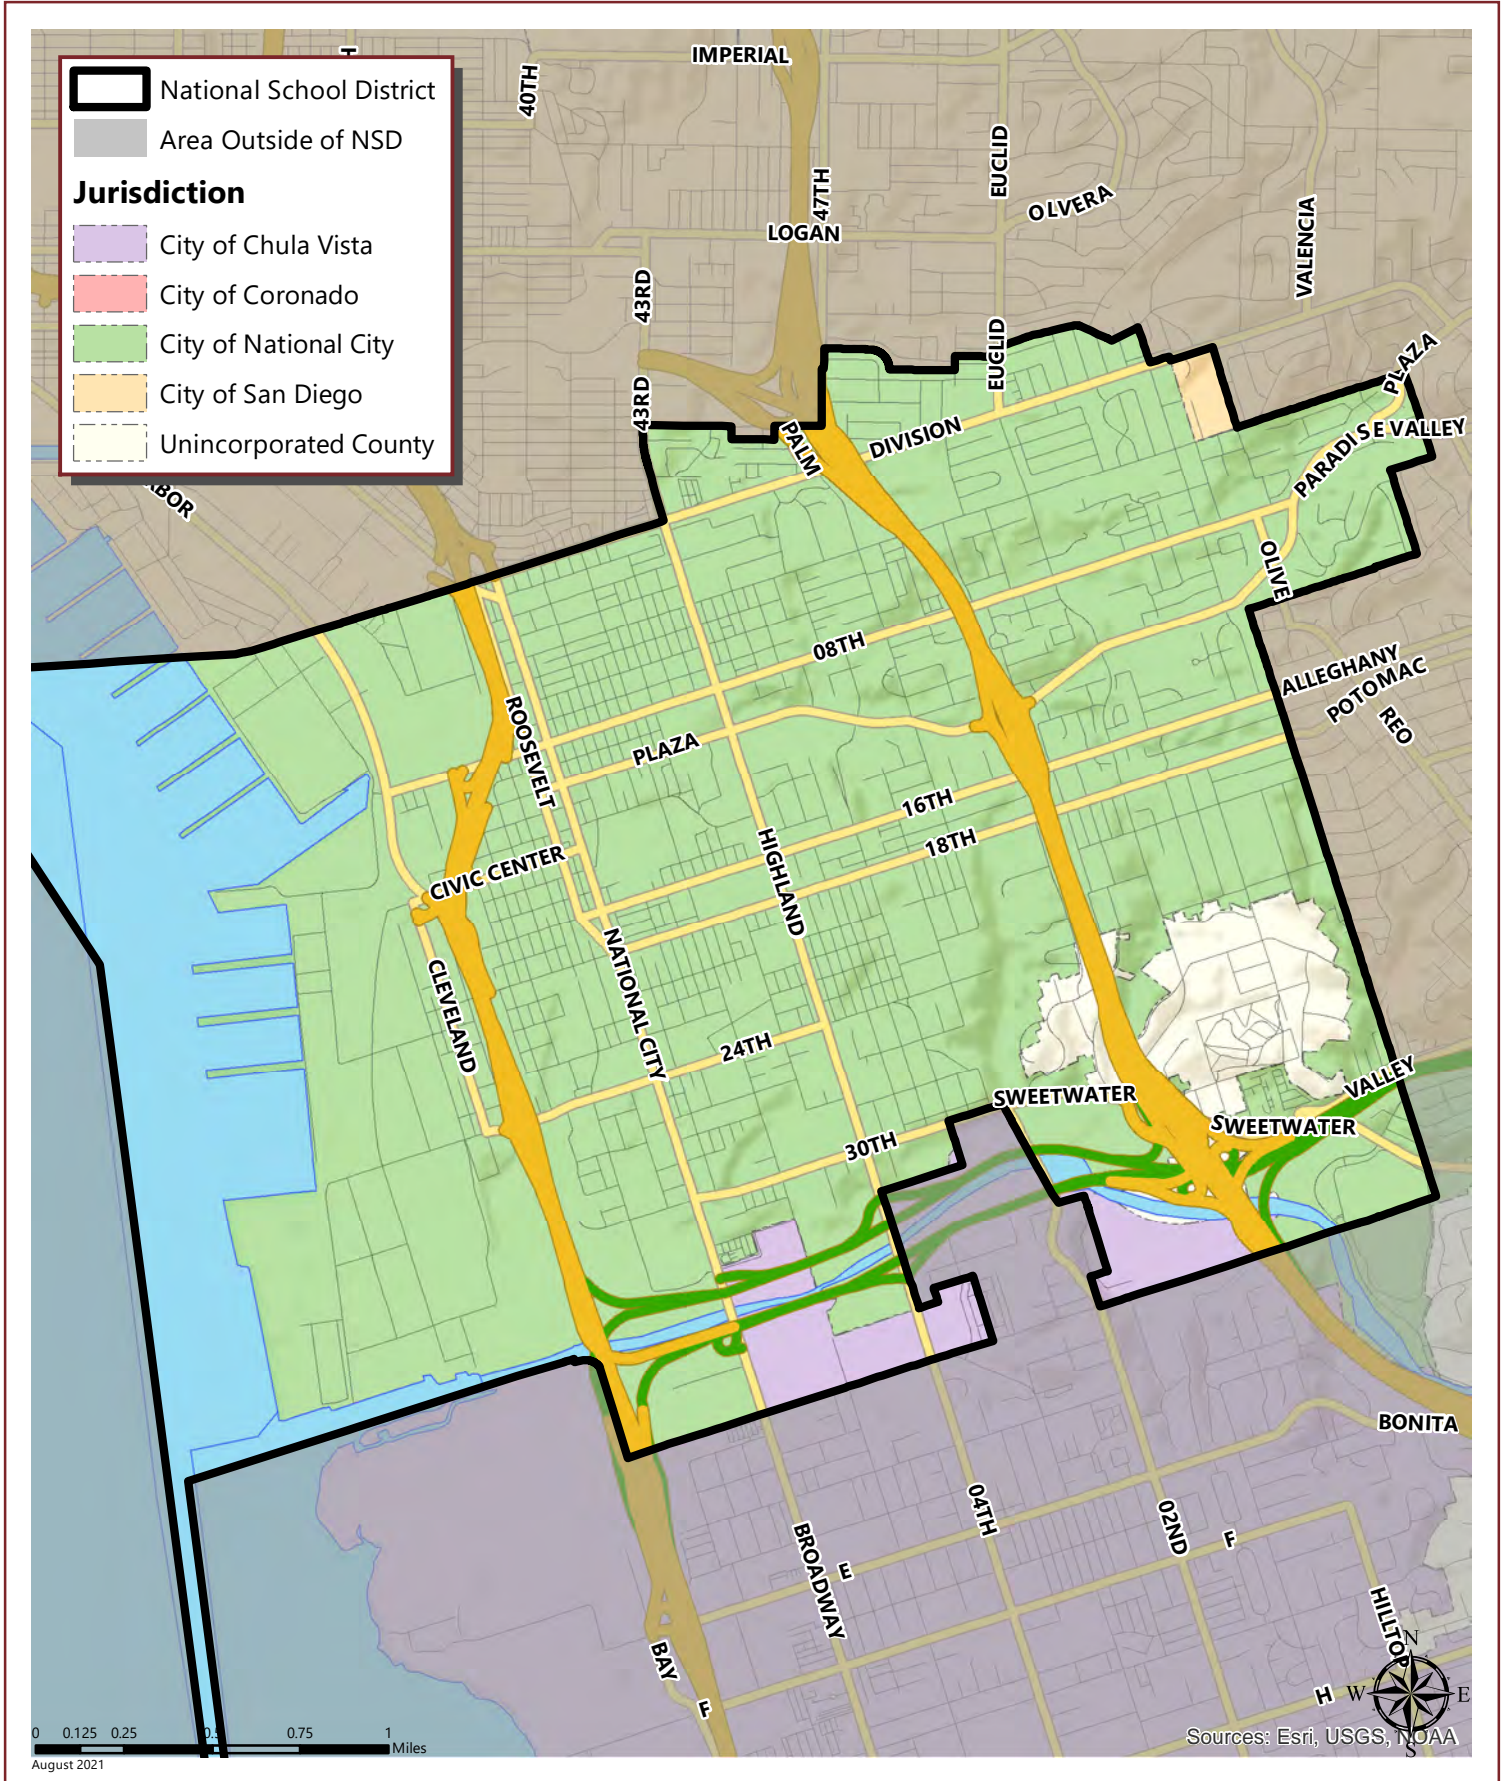 National School District
Area Outside of NSD
Jurisdiction
City of Chula Vista
City of Coronado
City of National City
City of San Diego
Unincorporated County
IMPERIAL
40TH
47TH
EUCLID
OLVERA
VALENCIA
LOGAN
43RD
43RD
EUCLID
PLAZA
PALM
DIVISION
PARADISE VALLEY
OLIVE
08TH
ALLEGHANY
POTOMAC
REO
ROOSEVELT
PLAZA
16TH
18TH
HIGHLAND
CIVIC CENTER
NATIONAL CITY
CLEVELAND
24TH
SWEETWATER
VALLEY
SWEETWATER
30TH
BONITA
04TH
02ND
F
BROADWAY
E
HILLTOP
BAY
F
H
N
W
E
S
0 0.125 0.25 0.5 0.75 1
Miles
Sources: Esri, USGS, NOAA
August 2021